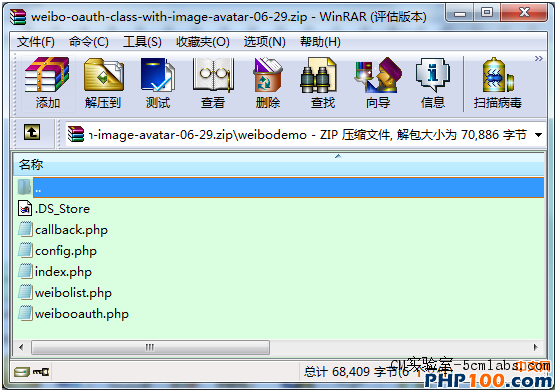 weibo-oauth-class-with-image-avatar-06-29.zip - WinRAR (评估版本)
文件(F) 命令(C) 工具(S) 收藏夹(O) 选项(N) 帮助(H)
添加 解压到 测试 查看 删除 查找 向导 信息 扫描病毒
-image-avatar-06-29.zip\weibodemo - ZIP 压缩文件, 解包大小为 70,886 字节
名称
..
.DS_Store
callback.php
config.php
index.php
weibolist.php
weibooauth.php
总计 68,409 字节(6
实验室-5cmlabs.com
PHP100.com